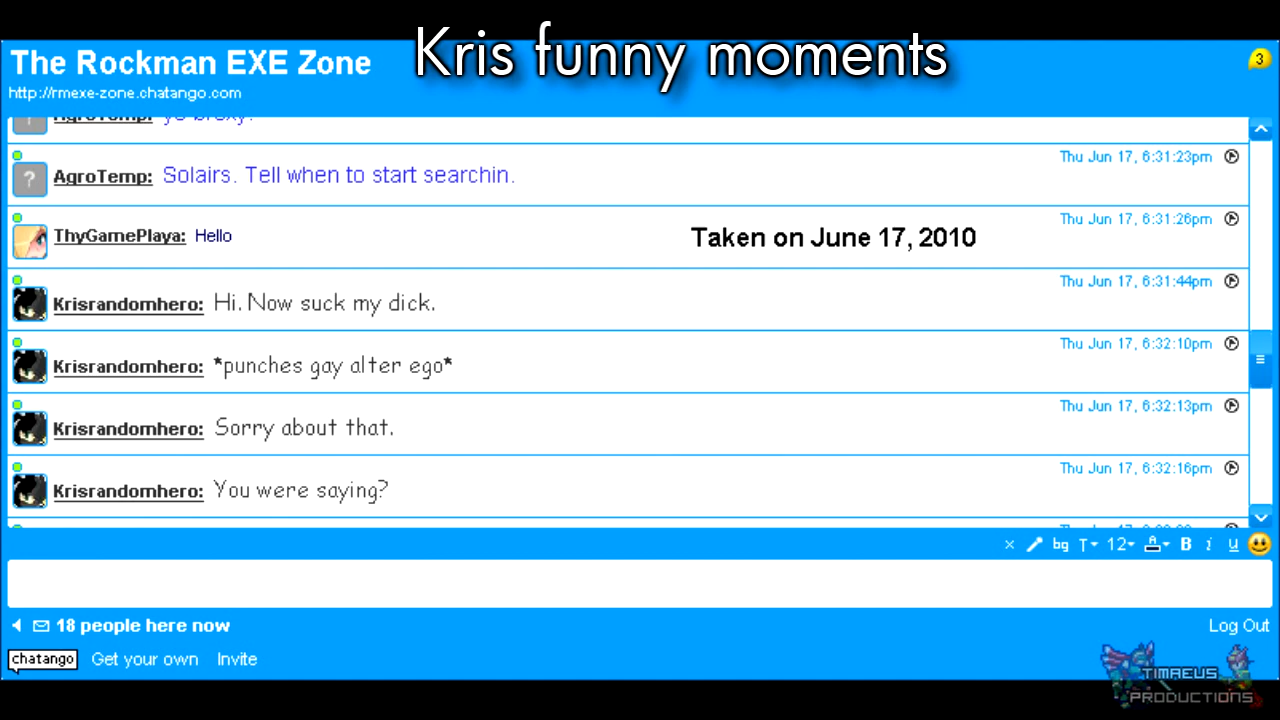 Kris funny moments
The Rockman EXE Zone
3
http://rmexe-zone.chatango.com
AgroTemp: yo broxy!
Thu Jun 17, 6:31:23pm
AgroTemp: Solairs. Tell when to start searchin.
Thu Jun 17, 6:31:26pm
ThyGamePlaya: Hello
Taken on June 17, 2010
Thu Jun 17, 6:31:44pm
Krisrandomhero: Hi. Now suck my dick.
Thu Jun 17, 6:32:10pm
Krisrandomhero: *punches gay alter ego*
Thu Jun 17, 6:32:13pm
Krisrandomhero: Sorry about that.
Thu Jun 17, 6:32:16pm
Krisrandomhero: You were saying?
bg T 12 A B i u
18 people here now
Log Out
chatango Get your own Invite
TIMAEUS
PRODUCTIONS